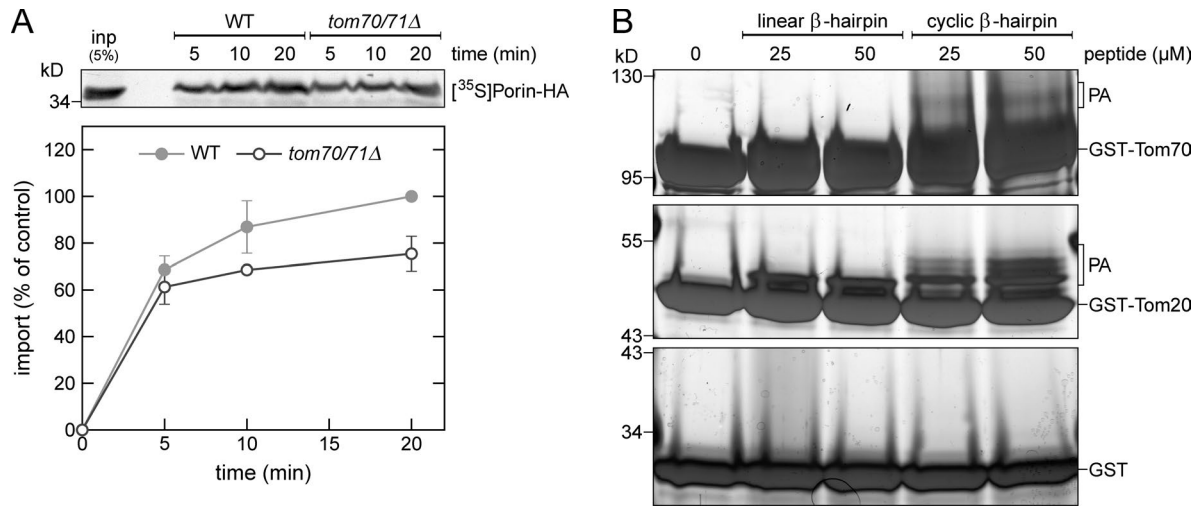 A
inp
(5%)
WT
tom70/71Δ
5 10 20 5 10 20 time (min)
kD
34
[³⁵S]Porin-HA
WT tom70/71Δ
import (% of control)
120
100
80
60
40
20
0
0 5 10 15 20
time (min)
B
linear β-hairpin cyclic β-hairpin
kD 0 25 50 25 50 peptide (µM)
130
PA
GST-Tom70
95
55
PA
GST-Tom20
43
43
34
GST